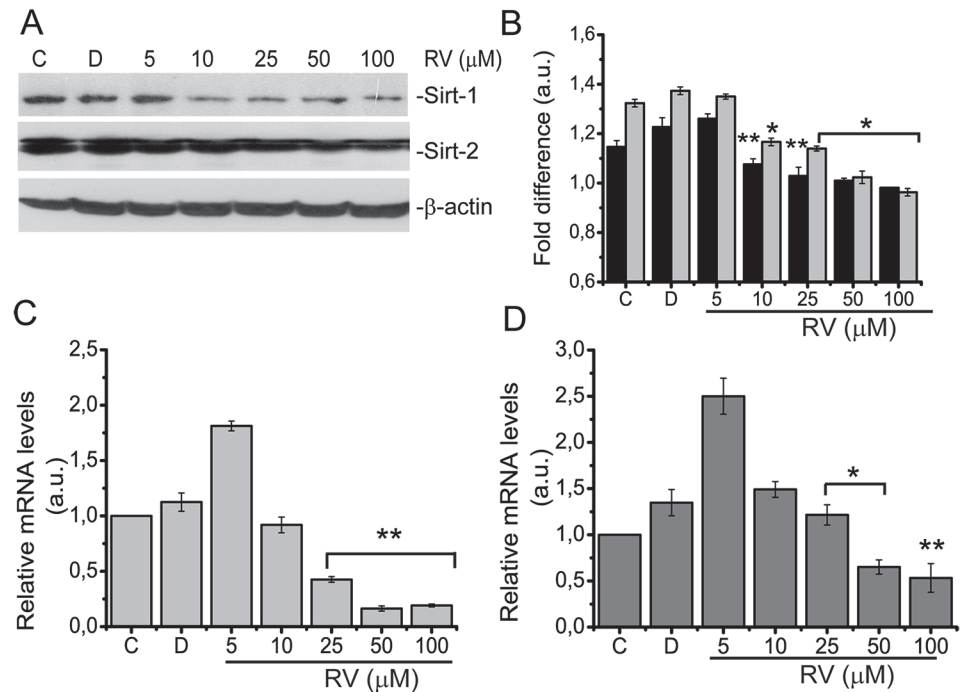 A
C D 5 10 25 50 100 RV (μM)
-Sirt-1
-Sirt-2
-β-actin
B
Fold difference (a.u.)
1,6
1,4
1,2
1,0
0,8
0,6
** * ** *
C D 5 10 25 50 100
RV (μM)
C
Relative mRNA levels
(a.u.)
2,5
2,0
1,5
1,0
0,5
0,0
**
C D 5 10 25 50 100
RV (μM)
D
Relative mRNA levels
(a.u.)
3,0
2,5
2,0
1,5
1,0
0,5
0,0
*
**
C D 5 10 25 50 100
RV (μM)